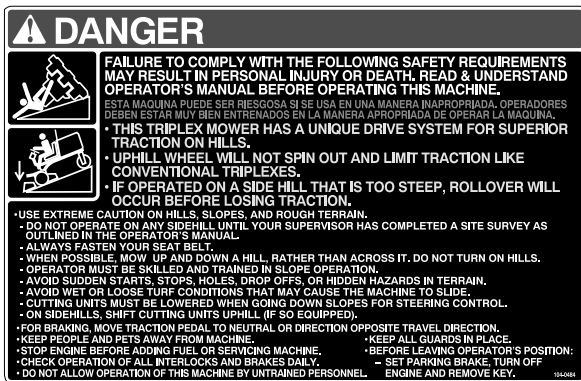 DANGER
FAILURE TO COMPLY WITH THE FOLLOWING SAFETY REQUIREMENTS
MAY RESULT IN PERSONAL INJURY OR DEATH. READ & UNDERSTAND
OPERATOR'S MANUAL BEFORE OPERATING THIS MACHINE.
ESTA MAQUINA PUEDE SER RIESGOSA SI SE USA EN UNA MANERA INAPROPRIADA. OPERADORES
DEBEN ESTAR MUY BIEN ENTRENADOS EN LA MANERA APROPRIADA DE OPERAR LA MAQUINA.
• THIS TRIPLEX MOWER HAS A UNIQUE DRIVE SYSTEM FOR SUPERIOR
TRACTION ON HILLS.
• UPHILL WHEEL WILL NOT SPIN OUT AND LIMIT TRACTION LIKE
CONVENTIONAL TRIPLEXES.
• IF OPERATED ON A SIDE HILL THAT IS TOO STEEP, ROLLOVER WILL
OCCUR BEFORE LOSING TRACTION.
•USE EXTREME CAUTION ON HILLS, SLOPES, AND ROUGH TERRAIN.
- DO NOT OPERATE ON ANY SIDEHILL UNTIL YOUR SUPERVISOR HAS COMPLETED A SITE SURVEY AS
OUTLINED IN THE OPERATOR'S MANUAL.
- ALWAYS FASTEN YOUR SEAT BELT.
- WHEN POSSIBLE, MOW UP AND DOWN A HILL, RATHER THAN ACROSS IT. DO NOT TURN ON HILLS.
- OPERATOR MUST BE SKILLED AND TRAINED IN SLOPE OPERATION.
- AVOID SUDDEN STARTS, STOPS, HOLES, DROP OFFS, OR HIDDEN HAZARDS IN TERRAIN.
- AVOID WET OR LOOSE TURF CONDITIONS THAT MAY CAUSE THE MACHINE TO SLIDE.
- CUTTING UNITS MUST BE LOWERED WHEN GOING DOWN SLOPES FOR STEERING CONTROL.
- ON SIDEHILLS, SHIFT CUTTING UNITS UPHILL (IF SO EQUIPPED).
•FOR BRAKING, MOVE TRACTION PEDAL TO NEUTRAL OR DIRECTION OPPOSITE TRAVEL DIRECTION.
•KEEP PEOPLE AND PETS AWAY FROM MACHINE.
•STOP ENGINE BEFORE ADDING FUEL OR SERVICING MACHINE.
•CHECK OPERATION OF ALL INTERLOCKS AND BRAKES DAILY.
•DO NOT ALLOW OPERATION OF THIS MACHINE BY UNTRAINED PERSONNEL.
•KEEP ALL GUARDS IN PLACE.
•BEFORE LEAVING OPERATOR'S POSITION:
– SET PARKING BRAKE, TURN OFF
ENGINE AND REMOVE KEY.
104-0484